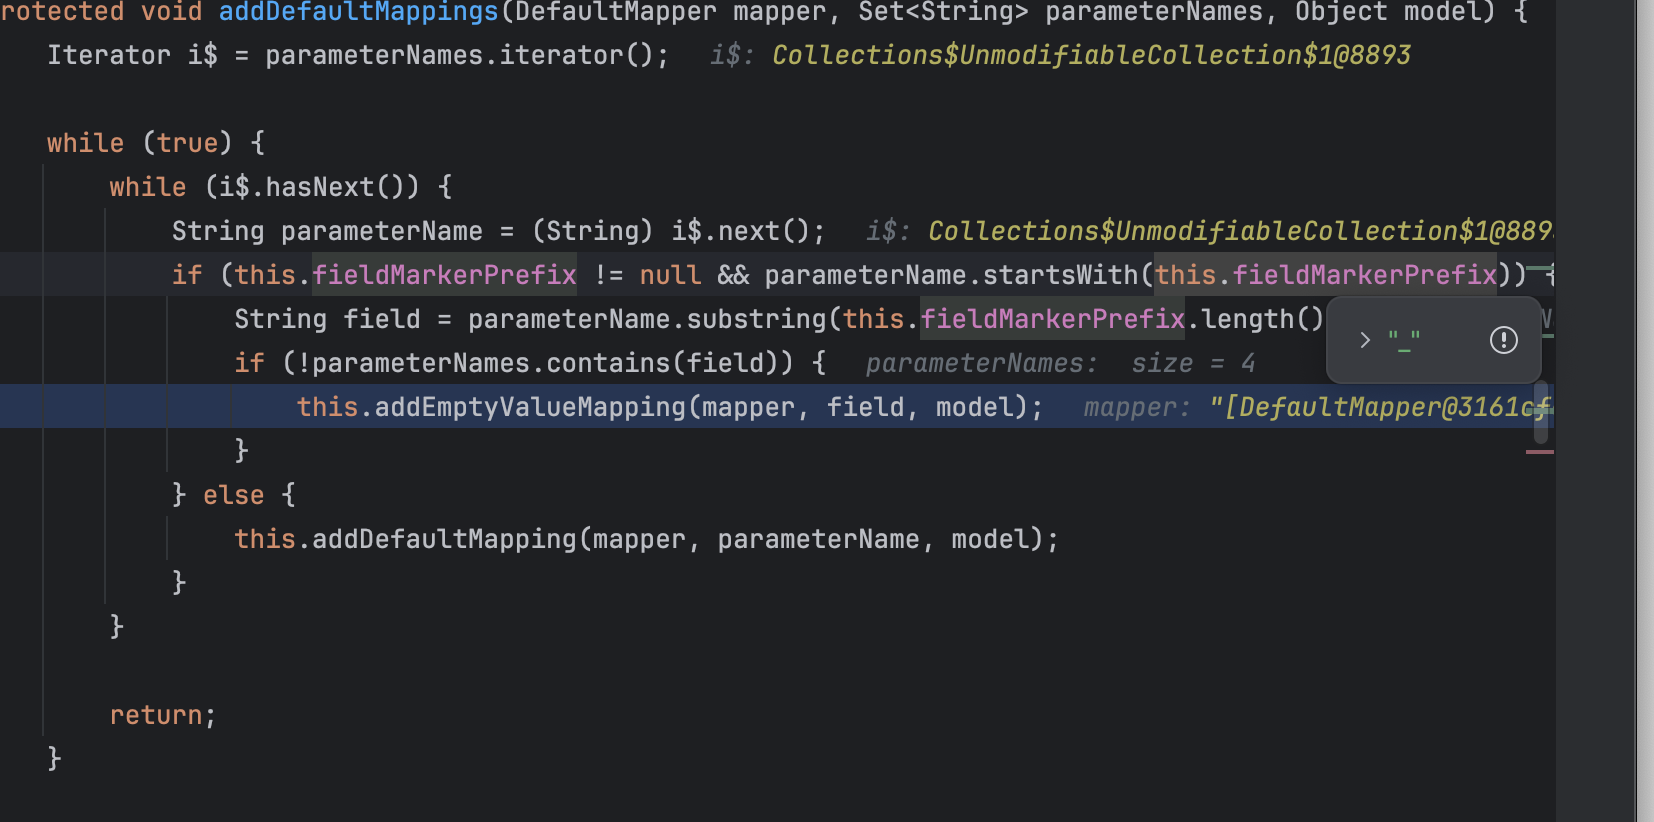 rotected void addDefaultMappings(DefaultMapper mapper, Set<String> parameterNames, Object model) {
Iterator i$ = parameterNames.iterator(); i$: Collections$UnmodifiableCollection$1@8893
while (true) {
while (i$.hasNext()) {
String parameterName = (String) i$.next(); i$: Collections$UnmodifiableCollection$1@889
if (this.fieldMarkerPrefix != null && parameterName.startsWith(this.fieldMarkerPrefix)) {
String field = parameterName.substring(this.fieldMarkerPrefix.length()
"_"
if (!parameterNames.contains(field)) { parameterNames: size = 4
this.addEmptyValueMapping(mapper, field, model); mapper: "[DefaultMapper@3161cf
}
} else {
this.addDefaultMapping(mapper, parameterName, model);
}
}
return;
}